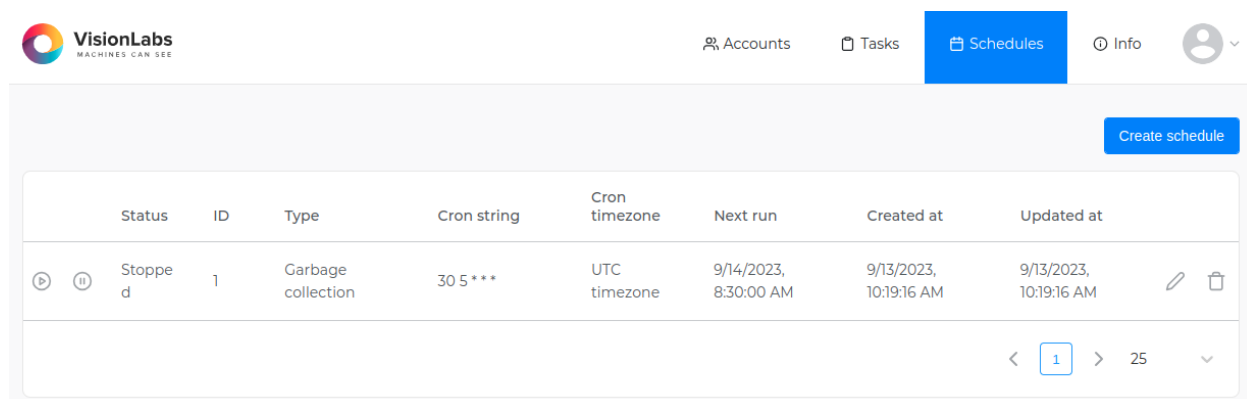 VisionLabs
MACHINES CAN SEE
Accounts
Tasks
Schedules
Info
Create schedule
Status ID Type Cron string Cron timezone Next run Created at Updated at
Stoppe 1 Garbage 30 5 * * * UTC 9/14/2023, 9/13/2023, 9/13/2023,
d collection timezone 8:30:00 AM 10:19:16 AM 10:19:16 AM
1 25